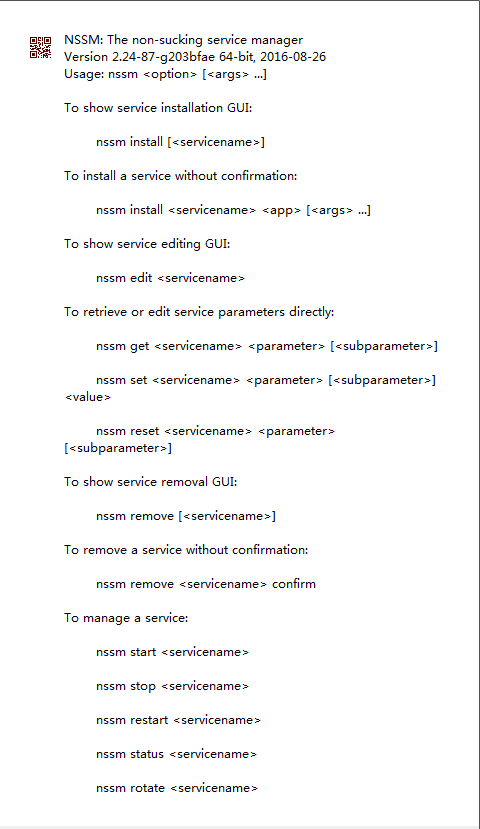 NSSM: The non-sucking service manager
Version 2.24-87-g203bfae 64-bit, 2016-08-26
Usage: nssm <option> [<args> ...]
To show service installation GUI:
nssm install [<servicename>]
To install a service without confirmation:
nssm install <servicename> <app> [<args> ...]
To show service editing GUI:
nssm edit <servicename>
To retrieve or edit service parameters directly:
nssm get <servicename> <parameter> [<subparameter>]
nssm set <servicename> <parameter> [<subparameter>]
<value>
nssm reset <servicename> <parameter>
[<subparameter>]
To show service removal GUI:
nssm remove [<servicename>]
To remove a service without confirmation:
nssm remove <servicename> confirm
To manage a service:
nssm start <servicename>
nssm stop <servicename>
nssm restart <servicename>
nssm status <servicename>
nssm rotate <servicename>